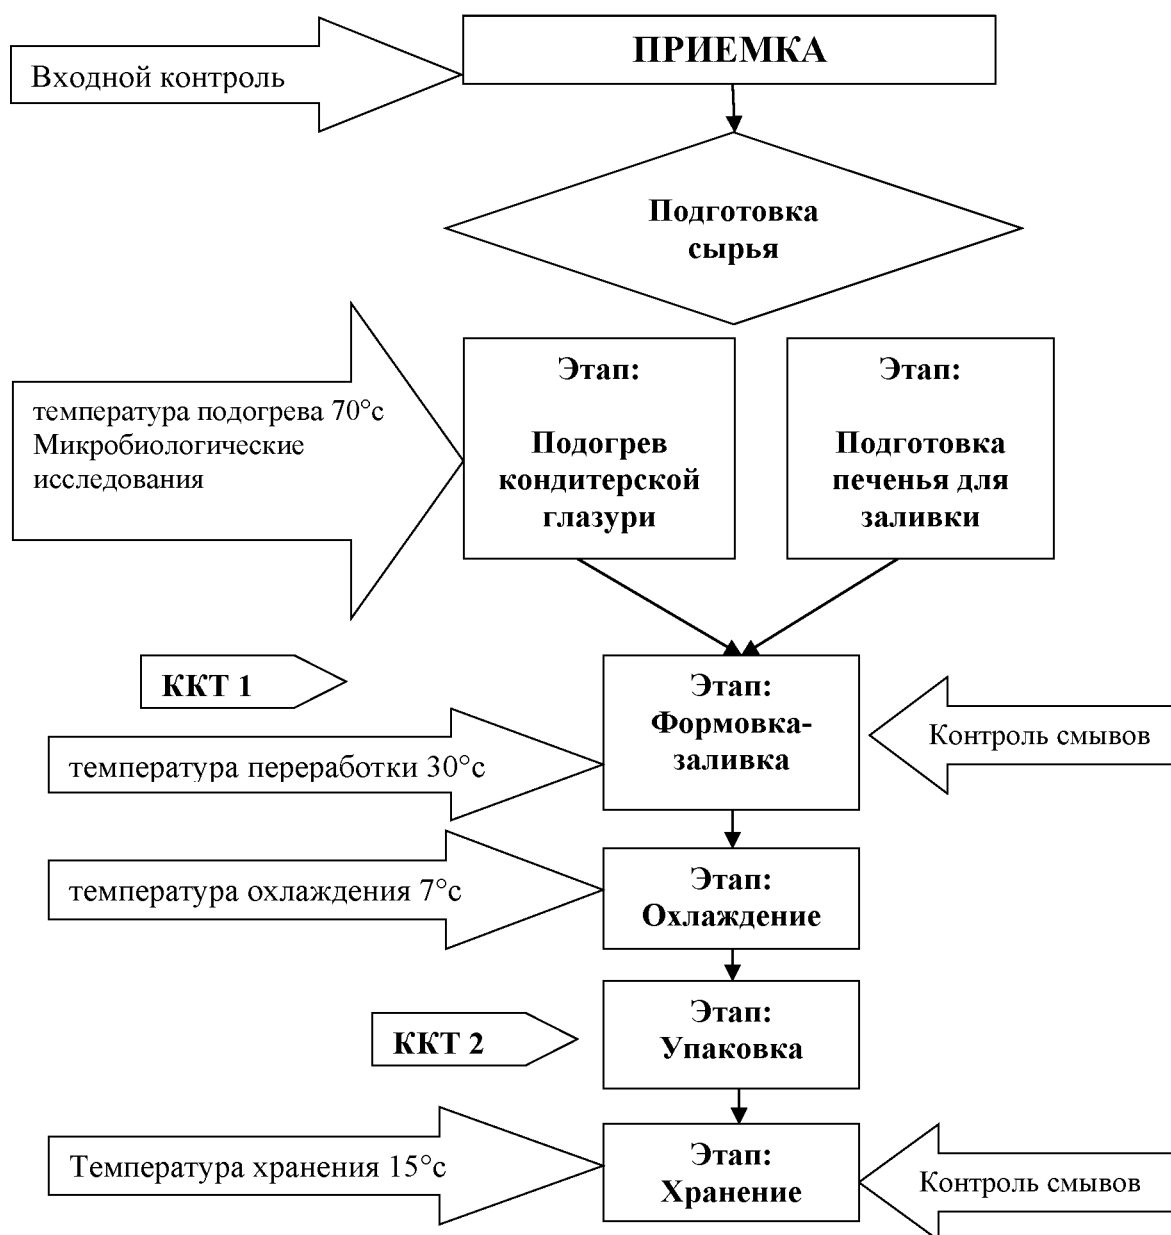 ПРИЕМКА
Входной контроль
Подготовка
сырья
температура подогрева 70°с
Микробиологические
исследования
Этап:
Подогрев
кондитерской
глазури
Этап:
Подготовка
печенья для
заливки
ККТ 1
температура переработки 30°с
Этап:
Формовка-
заливка
Контроль смывов
температура охлаждения 7°с
Этап:
Охлаждение
ККТ 2
Этап:
Упаковка
Температура хранения 15°с
Этап:
Хранение
Контроль смывов